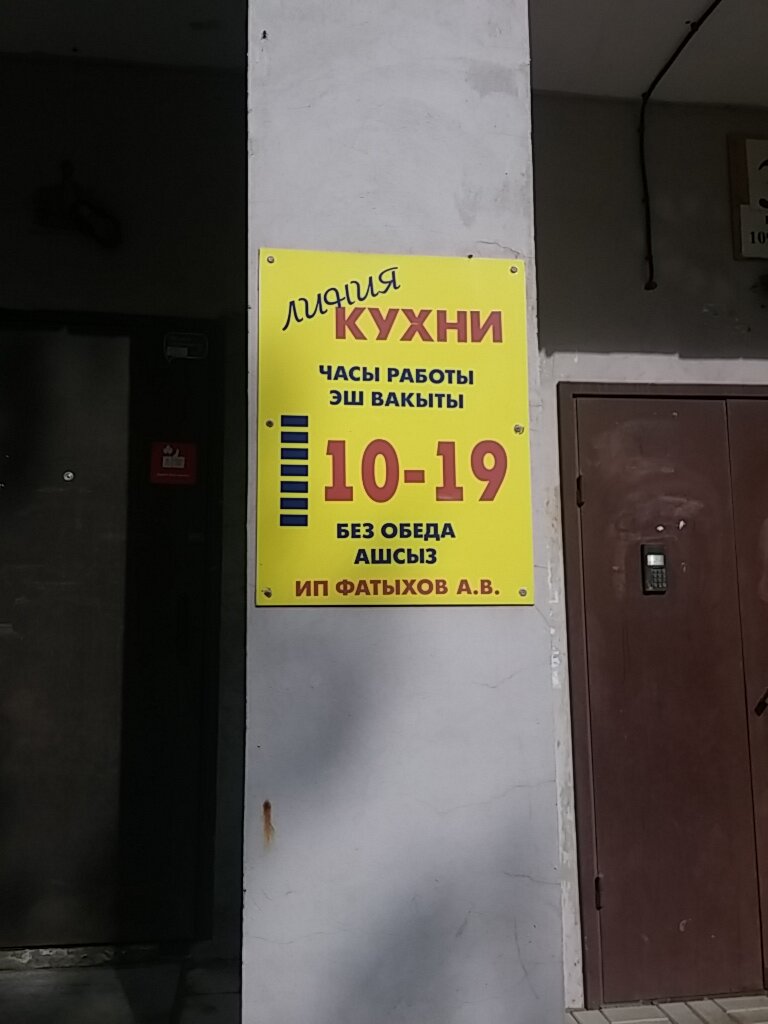 ЛИНИЯ
КУХНИ
ЧАСЫ РАБОТЫ
ЭШ ВАКЫТЫ
10-19
БЕЗ ОБЕДА
АШСЫЗ
ИП ФАТЫХОВ А.В.